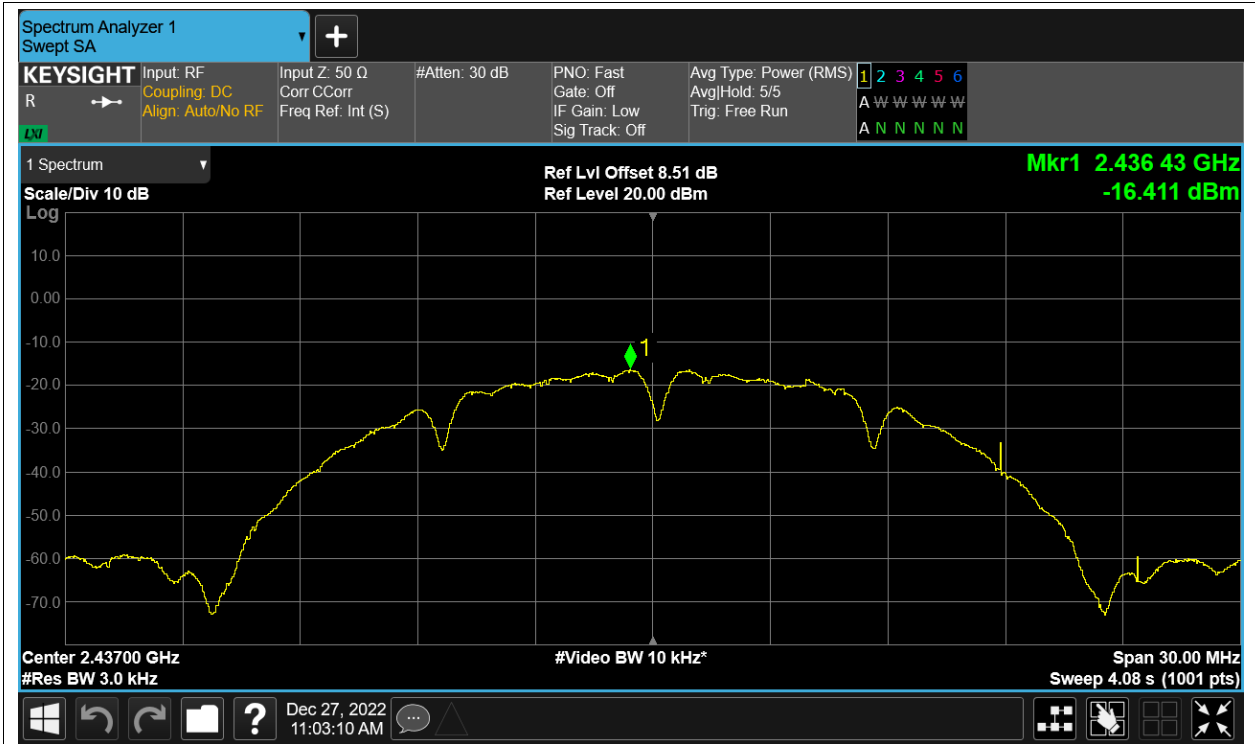 Spectrum Analyzer 1
Swept SA
KEYSIGHT
R
LXI
Input: RF
Coupling: DC
Align: Auto/No RF
Input Z: 50 Ω
Corr CCorr
Freq Ref: Int (S)
#Atten: 30 dB
PNO: Fast
Gate: Off
IF Gain: Low
Sig Track: Off
Avg Type: Power (RMS)
Avg|Hold: 5/5
Trig: Free Run
1 2 3 4 5 6
A W W W W W
A N N N N N
1 Spectrum
Scale/Div 10 dB
Log
Ref Lvl Offset 8.51 dB
Ref Level 20.00 dBm
Mkr1 2.436 43 GHz
-16.411 dBm
10.0
0.00
-10.0
-20.0
-30.0
-40.0
-50.0
-60.0
-70.0
1
Center 2.43700 GHz
#Res BW 3.0 kHz
#Video BW 10 kHz*
Span 30.00 MHz
Sweep 4.08 s (1001 pts)
?
Dec 27, 2022
11:03:10 AM